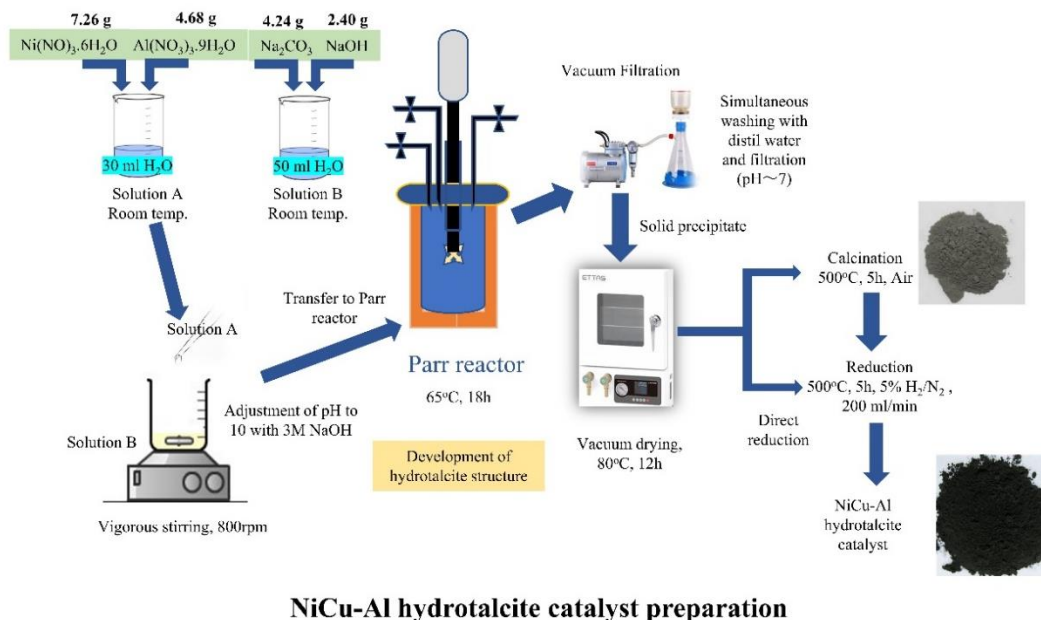 7.26 g
4.68 g
4.24 g
2.40 g
Ni(NO)₃.6H₂O
Al(NO₃)₃.9H₂O
Na₂CO₃
NaOH
30 ml H₂O
50 ml H₂O
Solution A
Room temp.
Solution B
Room temp.
Vacuum Filtration
Simultaneous
washing with
distil water
and filtration
(pH～7)
Solid precipitate
ETTAS
Solution A
Transfer to Parr
reactor
Parr reactor
65°C, 18h
Solution B
Adjustment of pH to
10 with 3M NaOH
Vigorous stirring, 800rpm
Development of
hydrotalcite structure
Vacuum drying,
80°C, 12h
Calcination
500°C, 5h, Air
Reduction
500°C, 5h, 5% H₂/N₂ ,
200 ml/min
Direct
reduction
NiCu-Al
hydrotalcite
catalyst
NiCu-Al hydrotalcite catalyst preparation